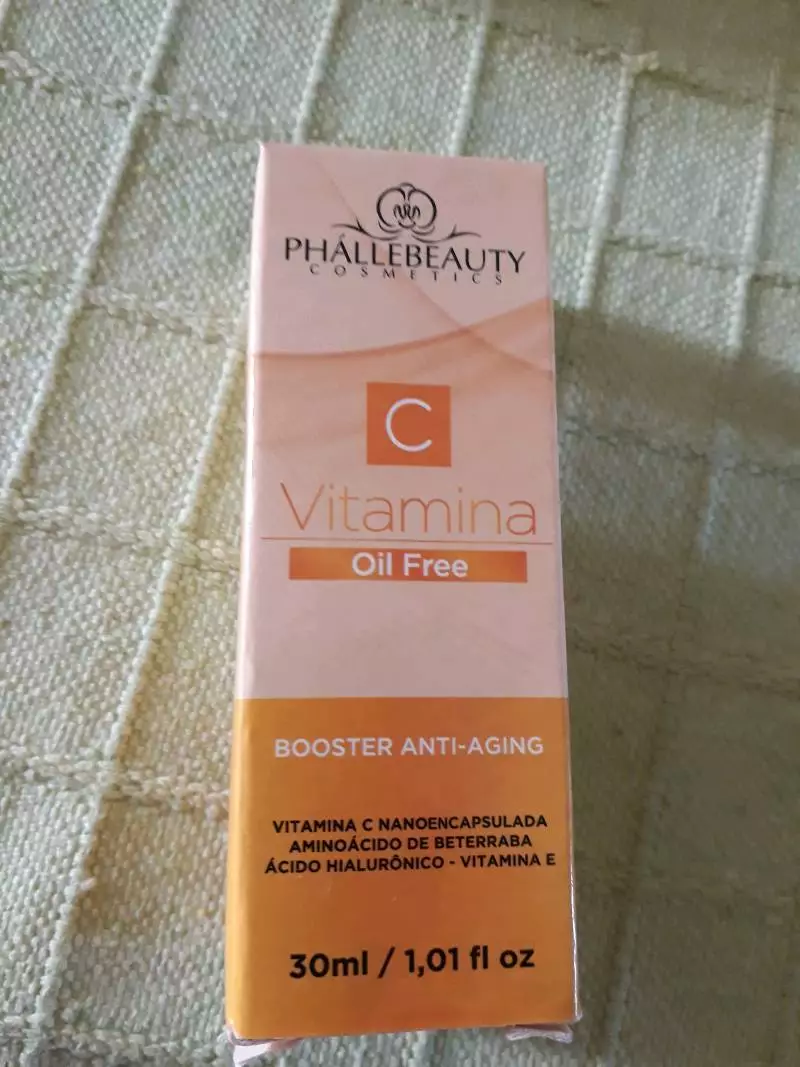 PHÁLLEBEAUTY
COSMETICS
C
Vitamina
Oil Free
BOOSTER ANTI-AGING
VITAMINA C NANOENCAPSULADA
AMINOÁCIDO DE BETERRABA
ÁCIDO HIALURÔNICO - VITAMINA E
30ml / 1,01 fl oz